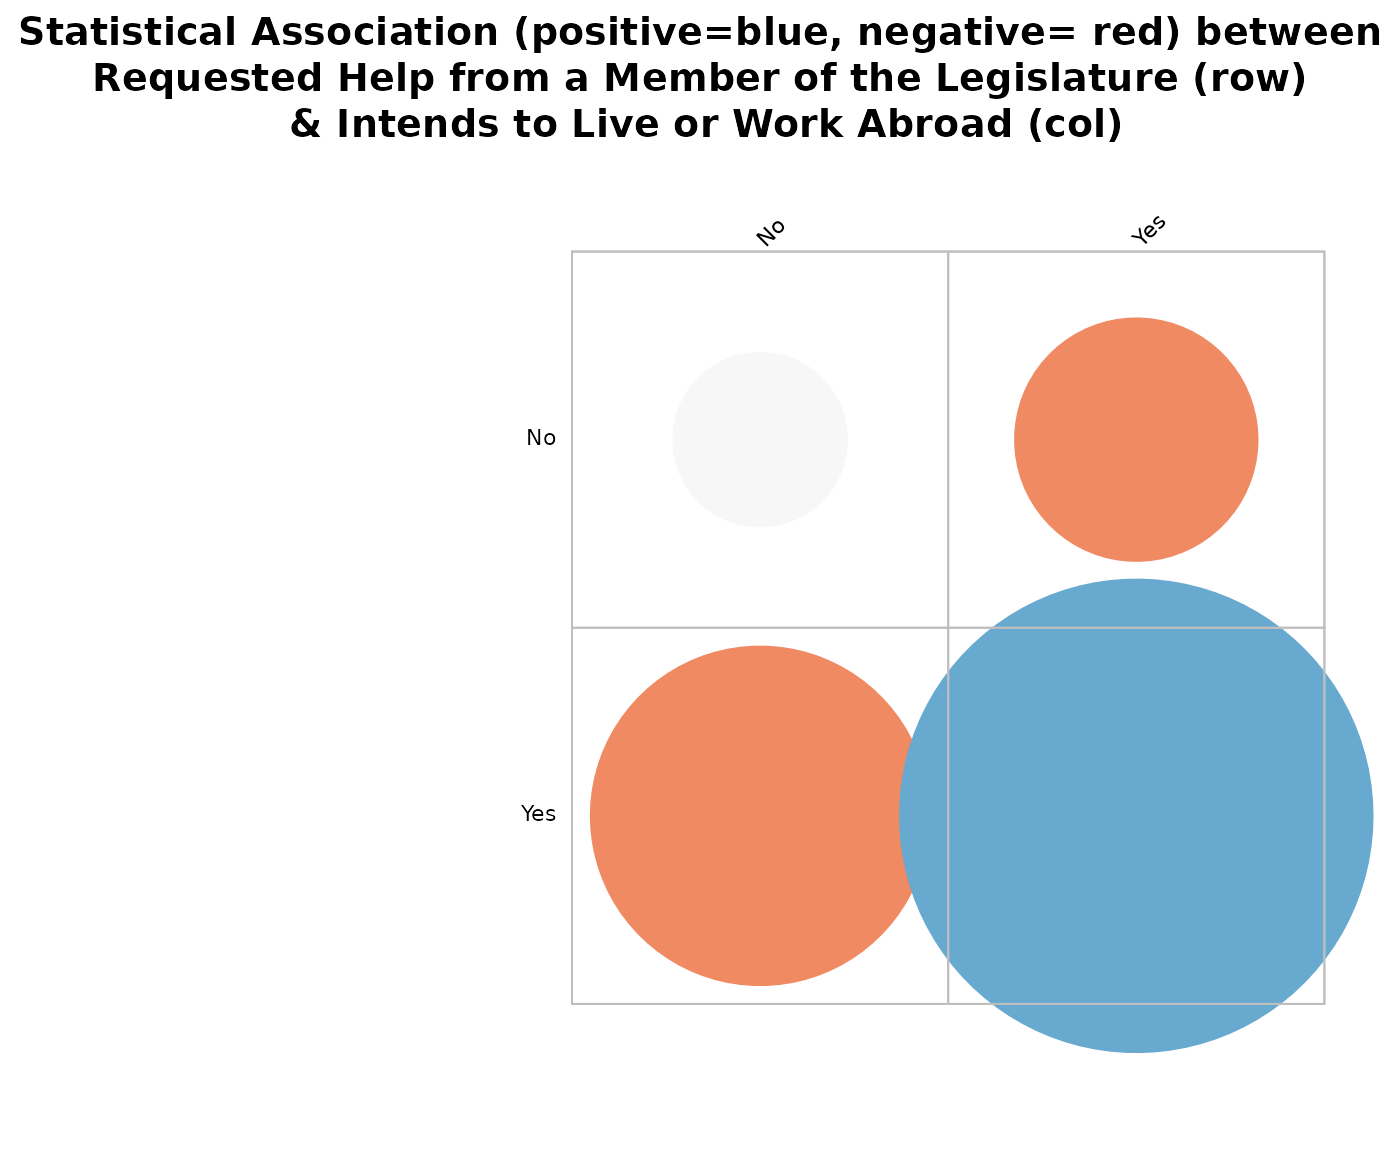 Statistical Association (positive=blue, negative= red) between
Requested Help from a Member of the Legislature (row)
& Intends to Live or Work Abroad (col)
No
Yes
No
Yes